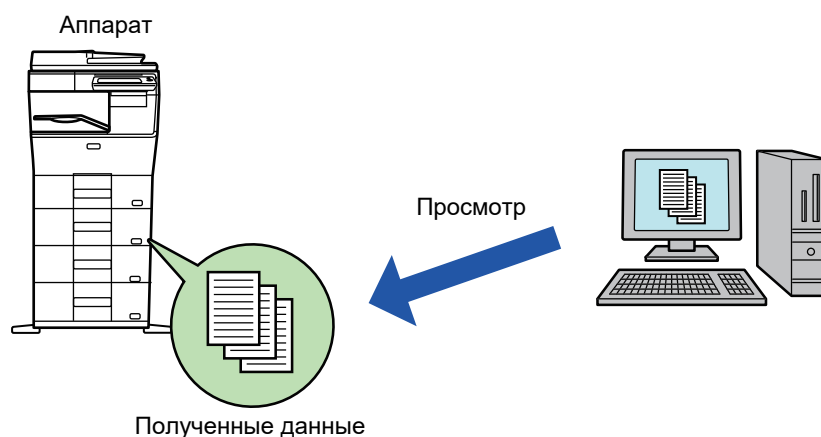 Аппарат
Просмотр
Полученные данные